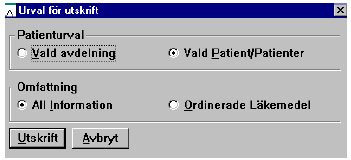 Urval för utskrift
Patienturval
Vald avdelning Vald Patient/Patienter
Omfattning
All Information Ordinerade Läkemedel
Utskrift Avbryt